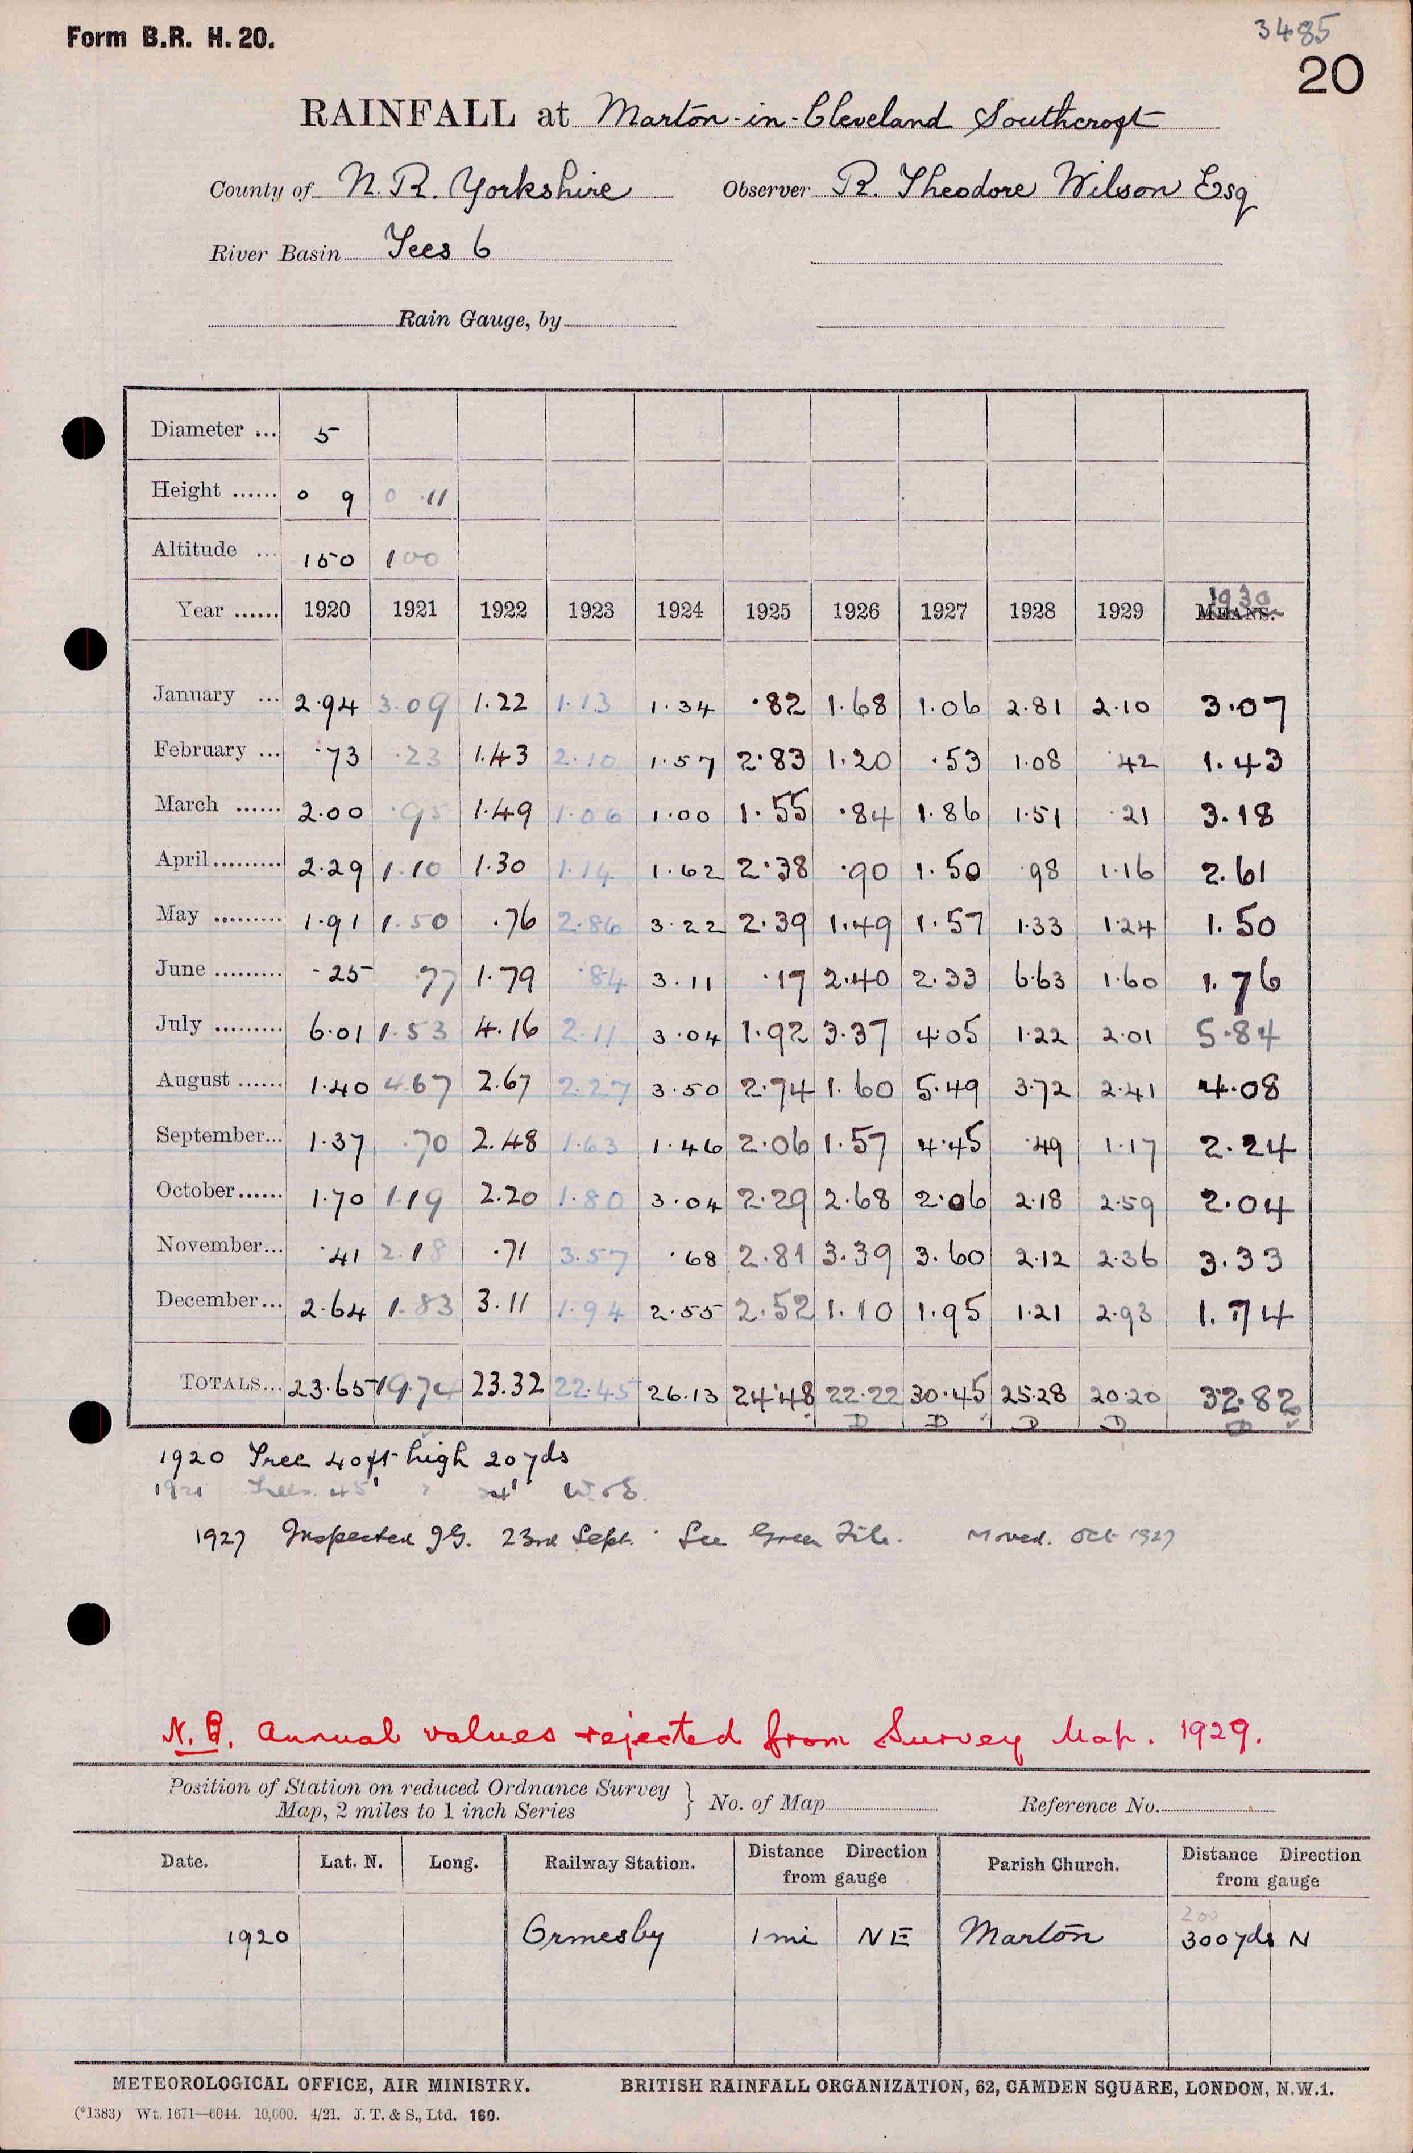 Form B.R. H. 20.
3485
20
RAINFALL at Marton-in-Cleveland Southcroft
County of N. R. Yorkshire Observer R. Theodore Wilson Esq
River Basin Tees 6
Rain Gauge, by
Diameter ... 5
Height ...... 0 9 0 11
Altitude ... 150 100
Year ...... 1920 1921 1922 1923 1924 1925 1926 1927 1928 1929 MEANS. 1930
January ... 2.94 3.09 1.22 1.13 1.34 .82 1.68 1.06 2.81 2.10 3.07
February ... .73 .23 1.43 2.10 1.57 2.83 1.20 .53 1.08 .42 1.43
March ...... 2.00 .95 1.49 1.06 1.00 1.55 .84 1.86 1.51 .21 3.18
April......... 2.29 1.10 1.30 1.14 1.62 2.38 .90 1.50 .98 1.16 2.61
May ......... 1.91 1.50 .76 2.86 3.22 2.39 1.49 1.57 1.33 1.24 1.50
June ......... .25 .77 1.79 .84 3.11 .17 2.40 2.33 6.63 1.60 1.76
July ......... 6.01 1.53 4.16 2.11 3.04 1.92 3.37 4.05 1.22 2.01 5.84
August ...... 1.40 4.67 2.67 2.27 3.50 2.74 1.60 5.49 3.72 2.41 4.08
September... 1.37 .70 2.48 1.63 1.46 2.06 1.57 4.45 .49 1.17 2.24
October...... 1.70 1.19 2.20 1.80 3.04 2.29 2.68 2.06 2.18 2.59 2.04
November... .41 2.18 .71 3.57 .68 2.81 3.39 3.60 2.12 2.36 3.33
December... 2.64 1.83 3.11 1.94 2.55 2.52 1.10 1.95 1.21 2.93 1.74
TOTALS... 23.65 19.74 23.32 22.45 26.13 24.48 22.22 30.45 25.28 20.20 32.82
D D D D D
1920 Tree 40ft high 20yds
1921 Trees 45' 24' W & E.
1927 Inspected J.G. 23rd Sept. See Green File. Moved. Oct 1927
N.B. Annual values rejected from Survey Map. 1929.
Position of Station on reduced Ordnance Survey Map, 2 miles to 1 inch Series } No. of Map Reference No.
Date. Lat. N. Long. Railway Station. Distance Direction from gauge Parish Church. Distance Direction from gauge
200
1920 Ormesby 1 mi NE Marton 300 yds N
METEOROLOGICAL OFFICE, AIR MINISTRY. BRITISH RAINFALL ORGANIZATION, 62, CAMDEN SQUARE, LONDON, N.W.1.
(*1383) Wt. 1671—6044. 10,000. 4/21. J. T. & S., Ltd. 160.